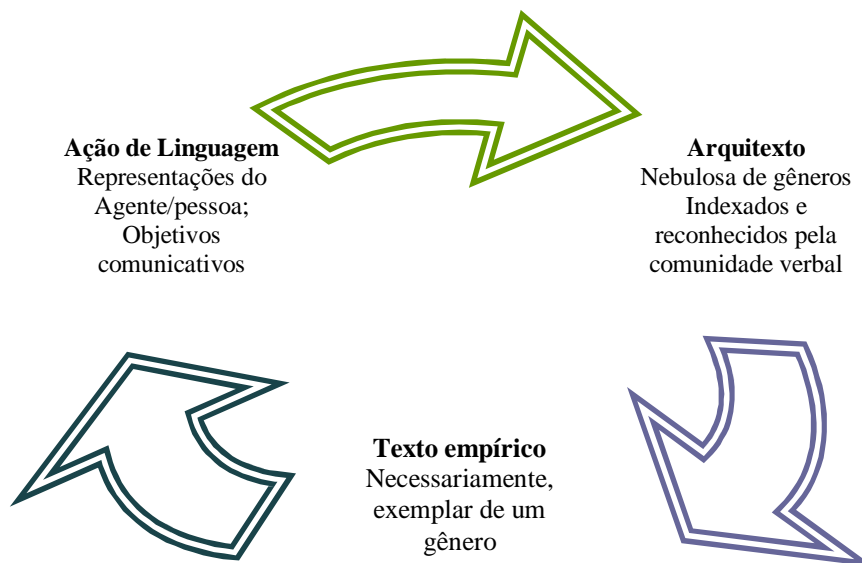 Ação de Linguagem
Representações do
Agente/pessoa;
Objetivos
comunicativos
Arquitexto
Nebulosa de gêneros
Indexados e
reconhecidos pela
comunidade verbal
Texto empírico
Necessariamente,
exemplar de um
gênero